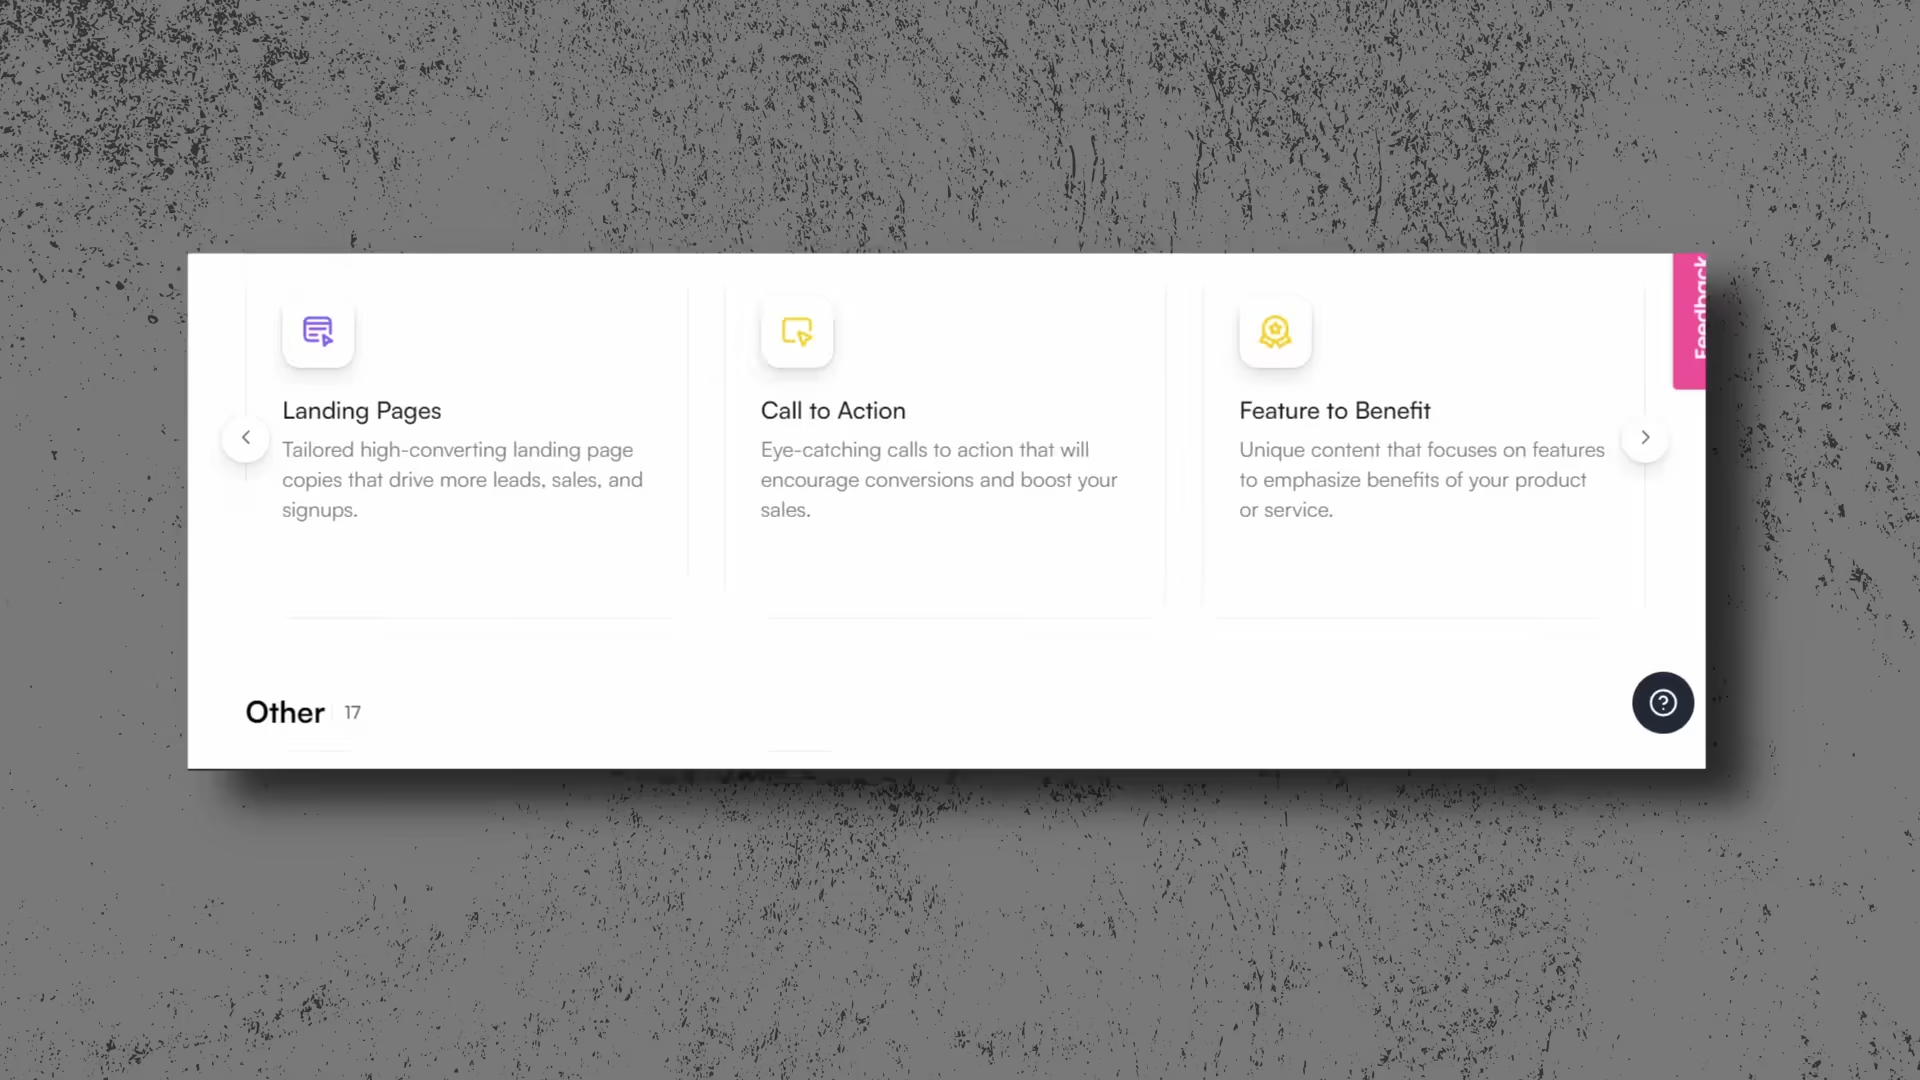 Feedback
Landing Pages
Tailored high-converting landing page
copies that drive more leads, sales, and
signups.
Call to Action
Eye-catching calls to action that will
encourage conversions and boost your
sales.
Feature to Benefit
Unique content that focuses on features
to emphasize benefits of your product
or service.
Other 17